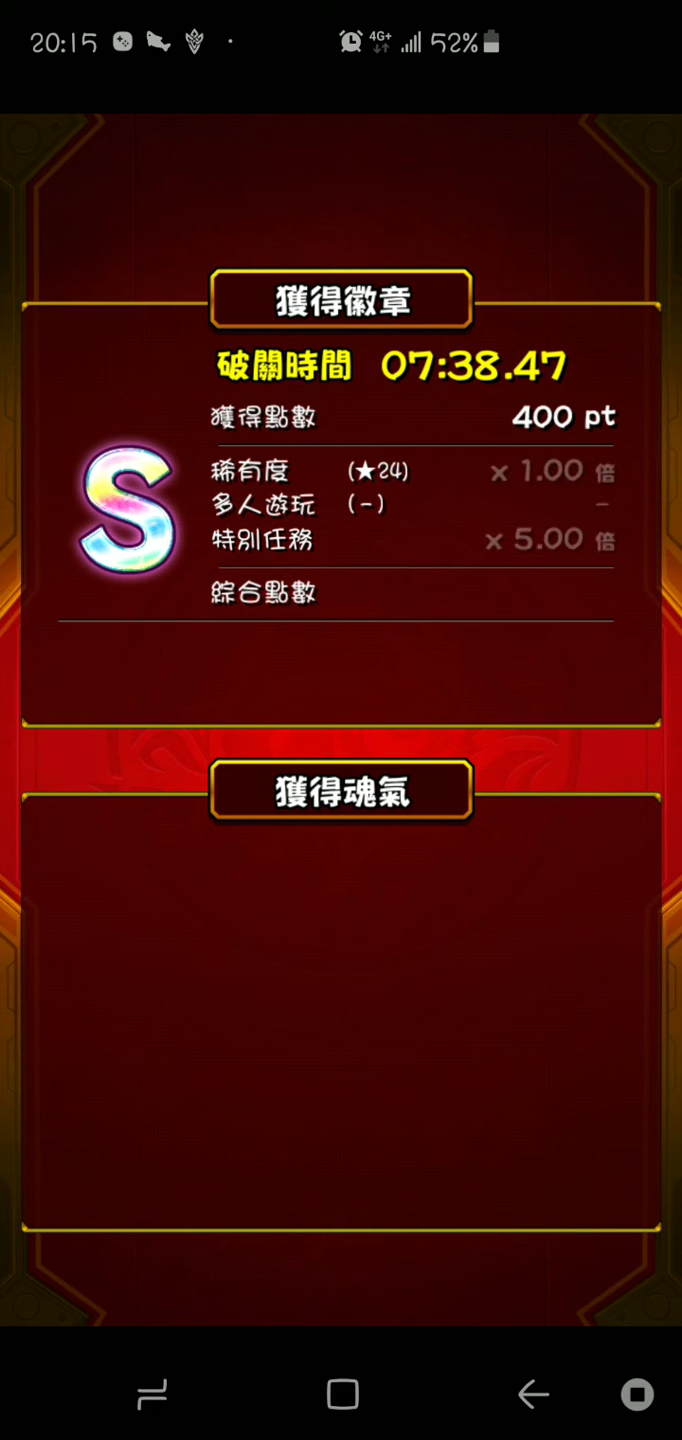 20:15 4G+ 52%
獲得徽章
破關時間 07:38.47
獲得點數 400 pt
S
稀有度 (★24) x 1.00 倍
多人遊玩 (-) -
特別任務 x 5.00 倍
綜合點數
獲得魂氣